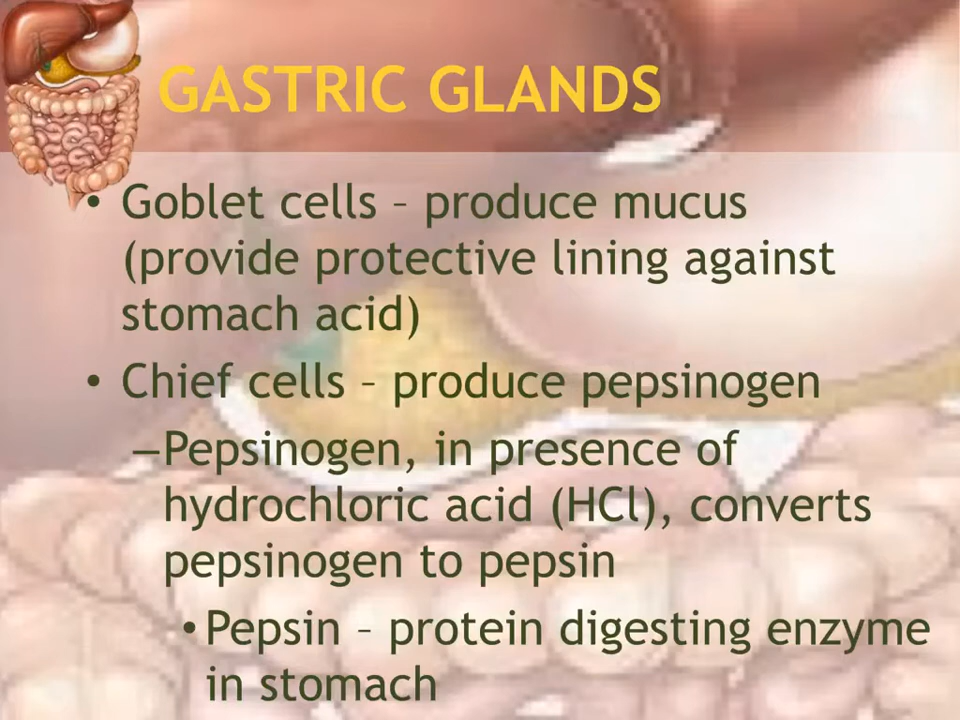 GASTRIC GLANDS
• Goblet cells – produce mucus
(provide protective lining against
stomach acid)
• Chief cells – produce pepsinogen
–Pepsinogen, in presence of
hydrochloric acid (HCl), converts
pepsinogen to pepsin
• Pepsin – protein digesting enzyme
in stomach